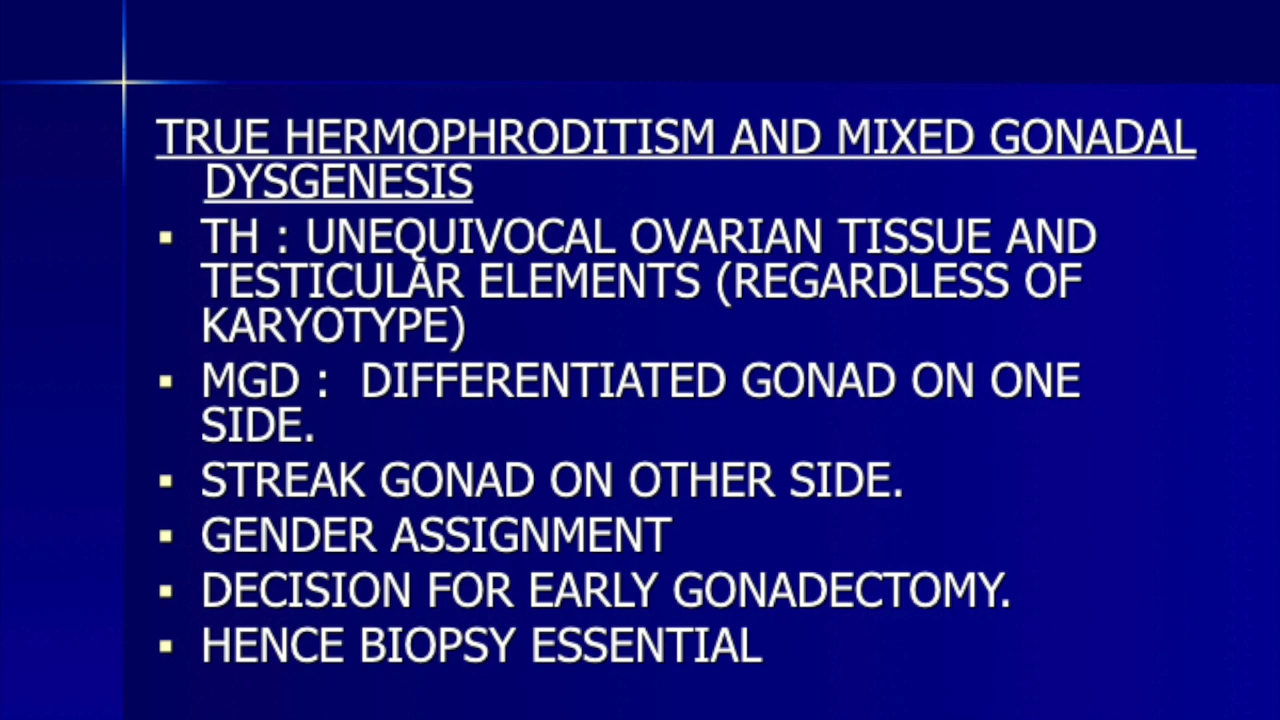 TRUE HERMOPHRODITISM AND MIXED GONADAL
DYSGENESIS
▪ TH : UNEQUIVOCAL OVARIAN TISSUE AND
TESTICULAR ELEMENTS (REGARDLESS OF
KARYOTYPE)
▪ MGD : DIFFERENTIATED GONAD ON ONE
SIDE.
▪ STREAK GONAD ON OTHER SIDE.
▪ GENDER ASSIGNMENT
▪ DECISION FOR EARLY GONADECTOMY.
▪ HENCE BIOPSY ESSENTIAL